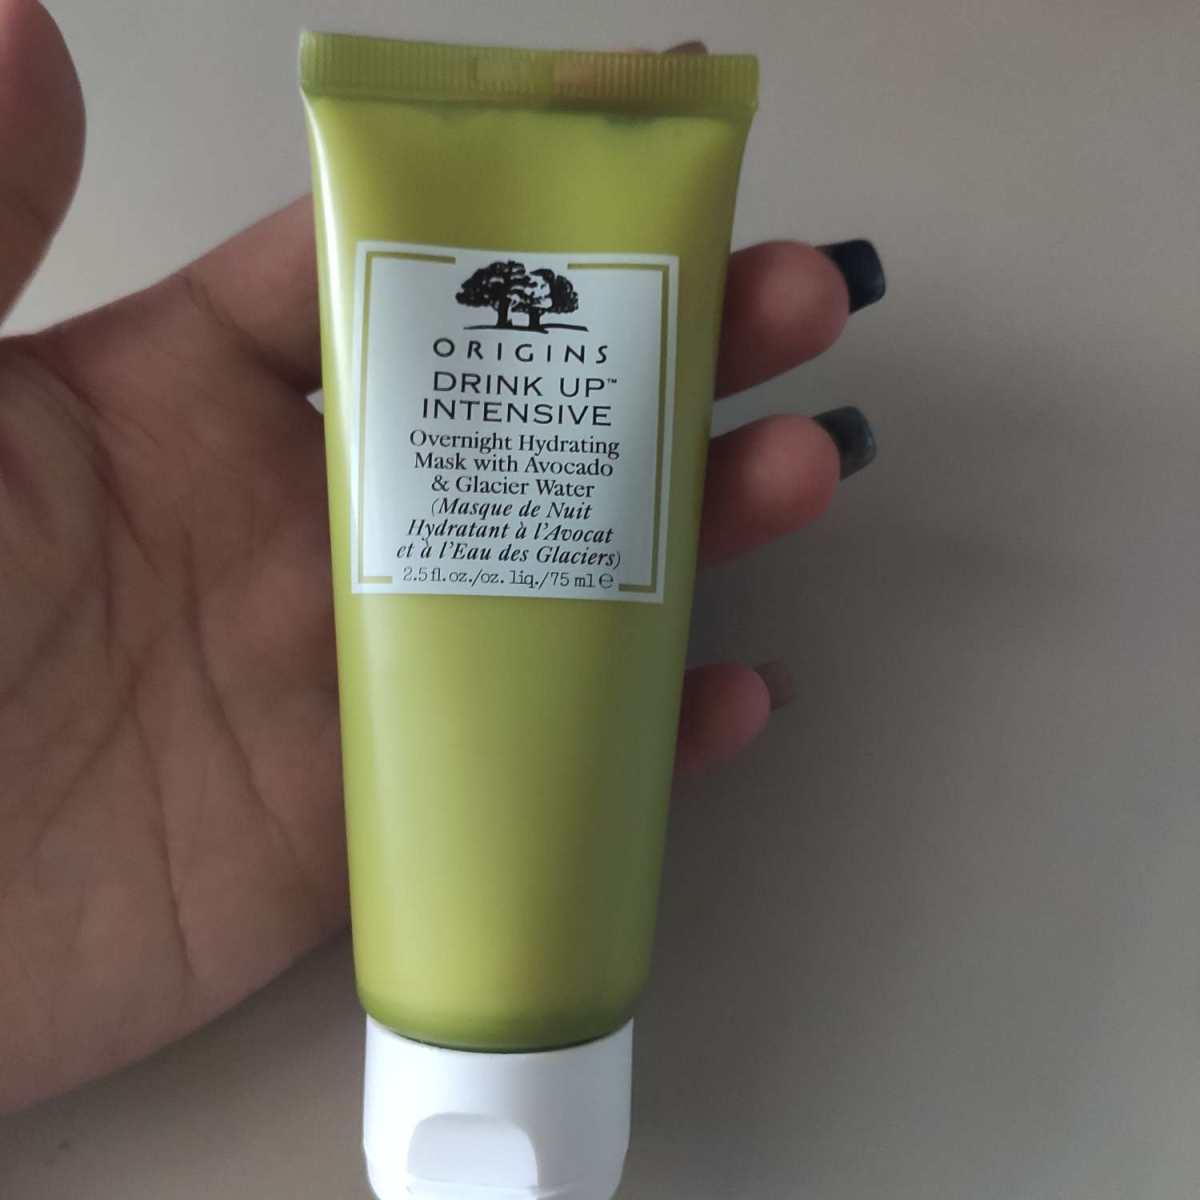 ORIGINS
DRINK UP™
INTENSIVE
Overnight Hydrating
Mask with Avocado
& Glacier Water
(Masque de Nuit
Hydratant à l'Avocat
et à l'Eau des Glaciers)
2.5 fl. oz./oz. liq./75 ml ℮